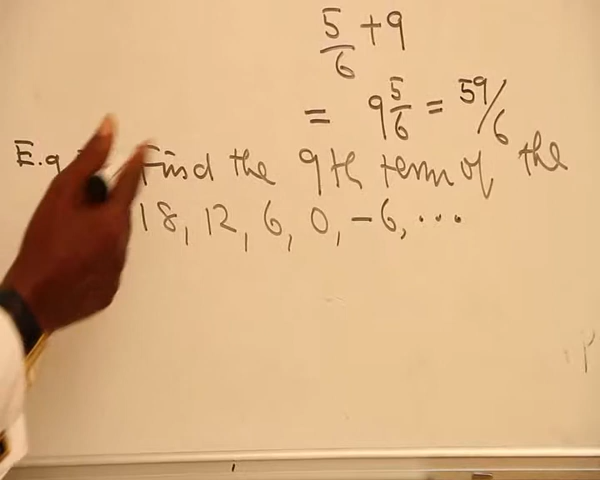 5/6 + 9
= 9 5/6 = 59/6
E.g Find the 9th term of the
18, 12, 6, 0, -6, ...